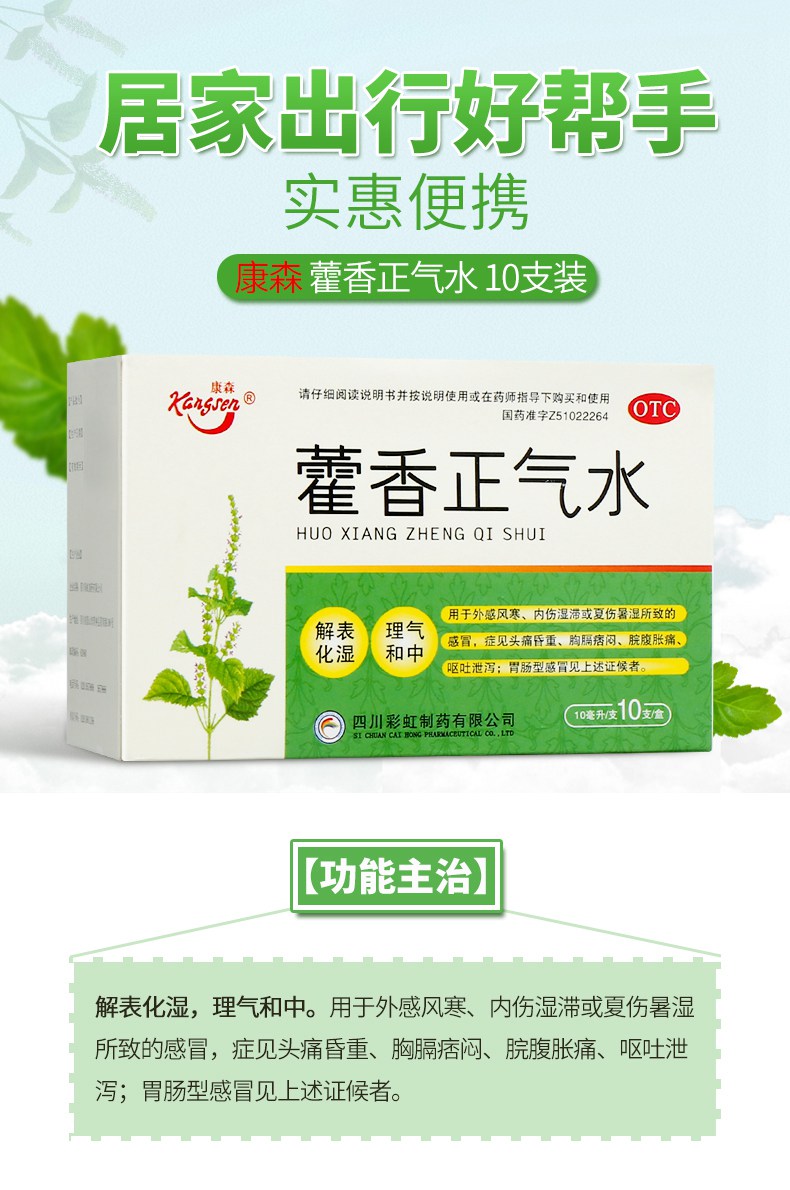 居家出行好帮手
实惠便携
康森 藿香正气水 10支装
康森
Kangsen®
请仔细阅读说明书并按说明使用或在药师指导下购买和使用
国药准字Z51022264
OTC
藿香正气水
HUO XIANG ZHENG QI SHUI
解表
化湿
理气
和中
用于外感风寒、内伤湿滞或夏伤暑湿所致的
感冒，症见头痛昏重、胸膈痞闷、脘腹胀痛、
呕吐泄泻；胃肠型感冒见上述证候者。
10毫升/支10支/盒
四川彩虹制药有限公司
SI CHUAN CAI HONG PHARMACEUTICAL CO.,LTD
【功能主治】
解表化湿，理气和中。用于外感风寒、内伤湿滞或夏伤暑湿
所致的感冒，症见头痛昏重、胸膈痞闷、脘腹胀痛、呕吐泄
泻；胃肠型感冒见上述证候者。